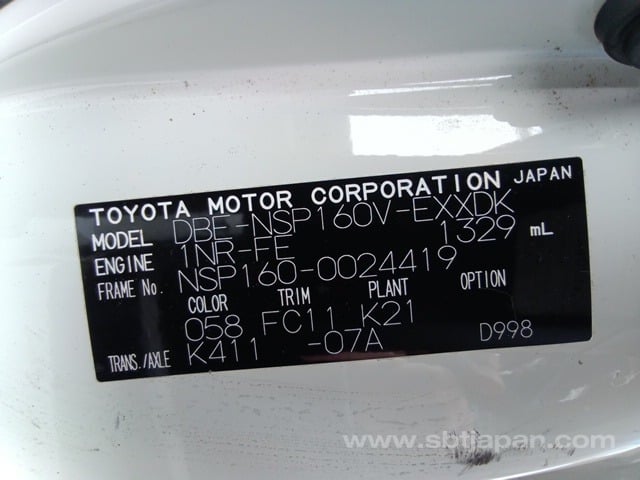 TOYOTA MOTOR CORPORATION JAPAN
MODEL DBE-NSP160V-EXXDK
ENGINE 1NR-FE 1329 mL
FRAME No. NSP160-0024419
COLOR TRIM PLANT OPTION
058 FC11 K21
TRANS./AXLE K411 -07A D998
www.sbtjapan.com